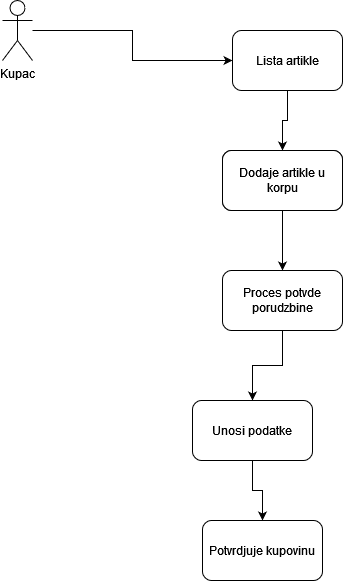 Kupac
Lista artikle
Dodaje artikle u
korpu
Proces potvde
porudzbine
Unosi podatke
Potvrdjuje kupovinu